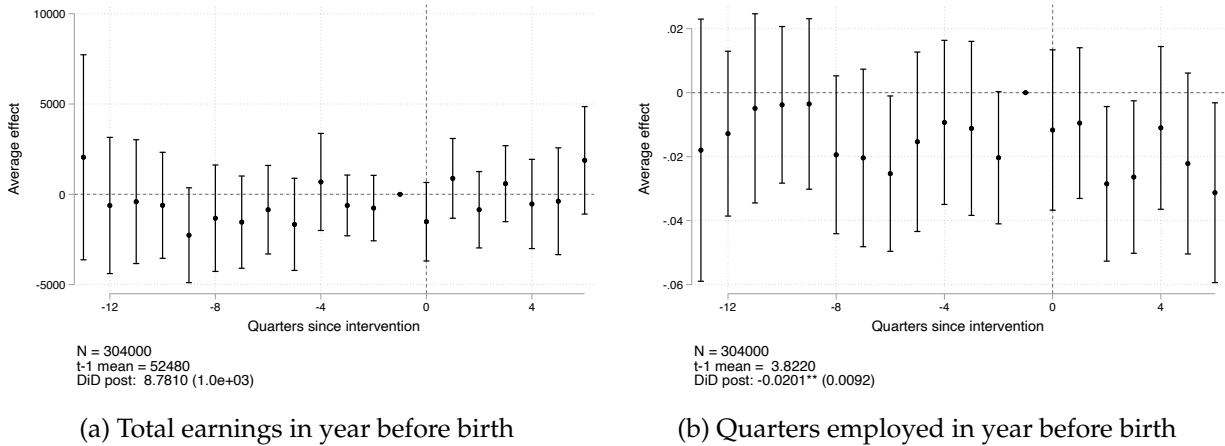 10000
5000
0
-5000
Average effect
-12
-8
-4
0
4
Quarters since intervention
N = 304000
t-1 mean = 52480
DiD post: 8.7810 (1.0e+03)
(a) Total earnings in year before birth
.02
0
-.02
-.04
-.06
Average effect
-12
-8
-4
0
4
Quarters since intervention
N = 304000
t-1 mean = 3.8220
DiD post: -0.0201** (0.0092)
(b) Quarters employed in year before birth